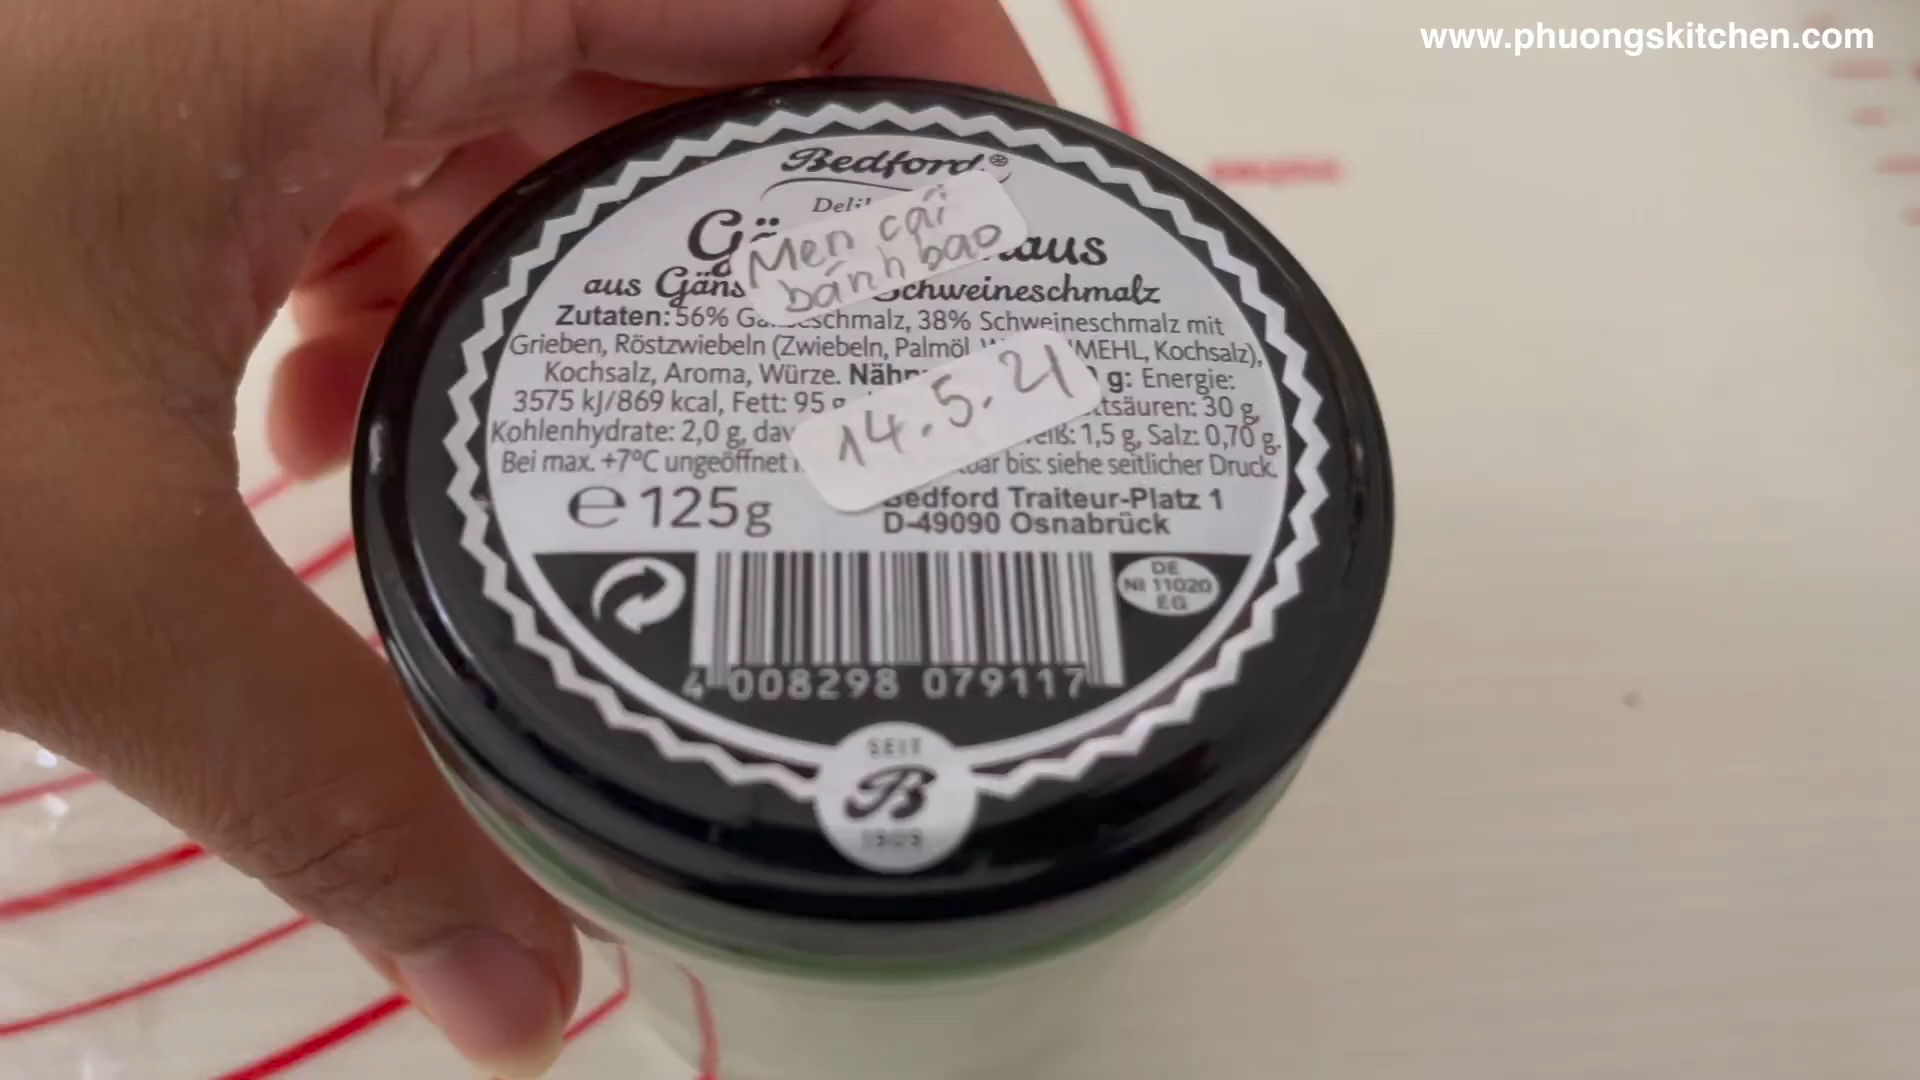 www.phuongskitchen.com
Bedford®
Men cái
bánh bao
aus
aus Gäns Schweineschmalz
Zutaten: 56% schmalz, 38% Schweineschmalz mit
Grieben, Röstzwiebeln (Zwiebeln, Palmöl MEHL, Kochsalz),
Kochsalz, Aroma, Würze. g: Energie:
3575 kJ/869 kcal, Fett: 95 g 30 g,
Kohlenhydrate: 2,0 g, 1,5 g, Salz: 0,70 g.
Bei max. +7°C ungeöffnet bis: siehe seitlicher Druck.
14.5.21
e 125g
Bedford Traiteur-Platz 1
D-49090 Osnabrück
DE
NI 11020
EG
4 008298 079117
SEIT
B